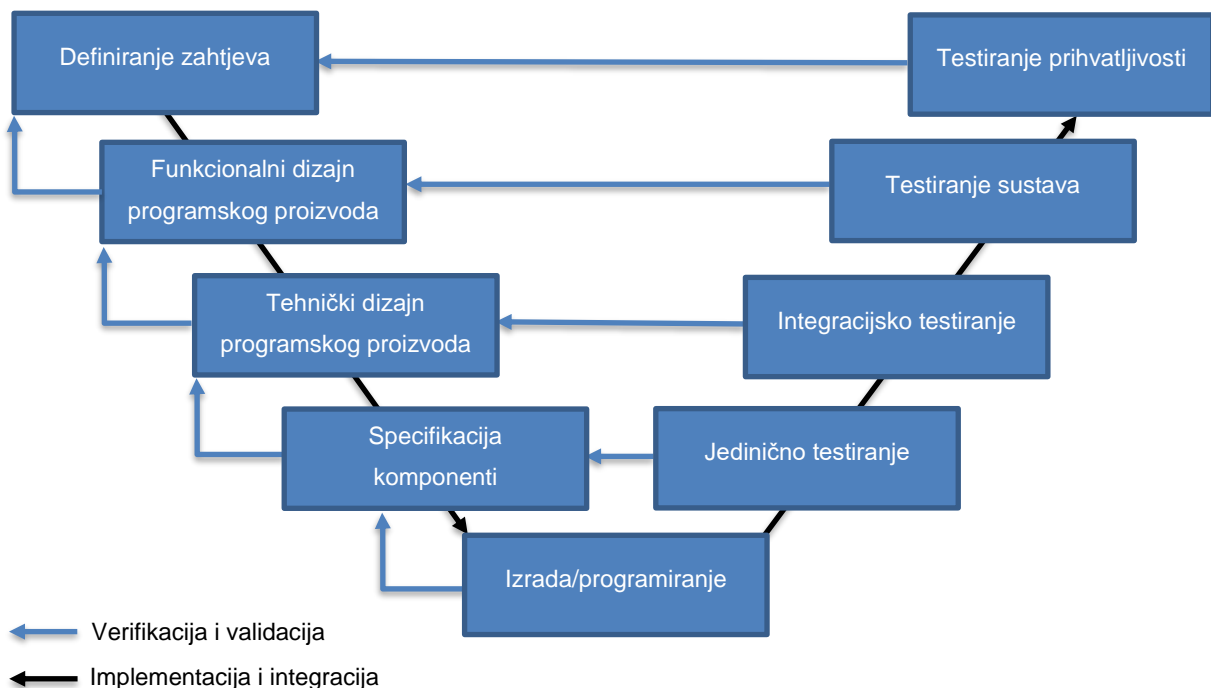 Definiranje zahtjeva
Testiranje prihvatljivosti
Funkcionalni dizajn
programskog proizvoda
Testiranje sustava
Tehnički dizajn
programskog proizvoda
Integracijsko testiranje
Specifikacija
komponenti
Jedinično testiranje
Izrada/programiranje
Verifikacija i validacija
Implementacija i integracija